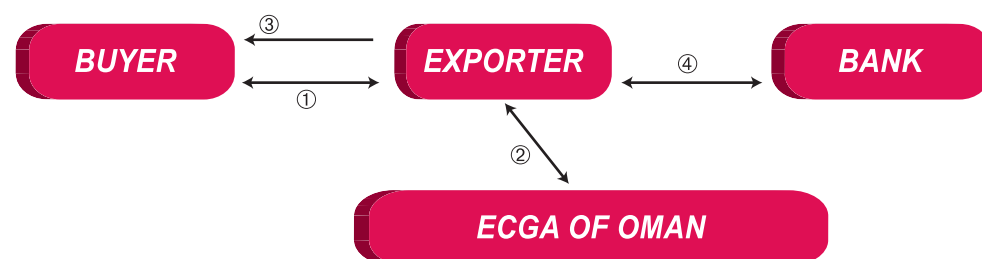 ③
BUYER
EXPORTER
④
BANK
①
②
ECGA OF OMAN